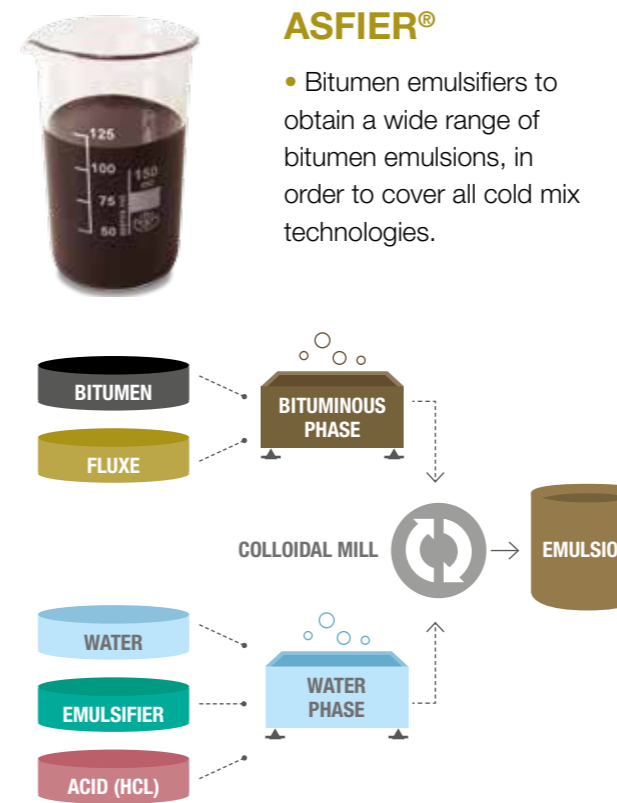 ASFIER®
• Bitumen emulsifiers to
obtain a wide range of
bitumen emulsions, in
order to cover all cold mix
technologies.
125
100
75
50
150
BITUMEN
FLUXE
BITUMINOUS
PHASE
COLLOIDAL MILL
EMULSIO
WATER
EMULSIFIER
ACID (HCL)
WATER
PHASE